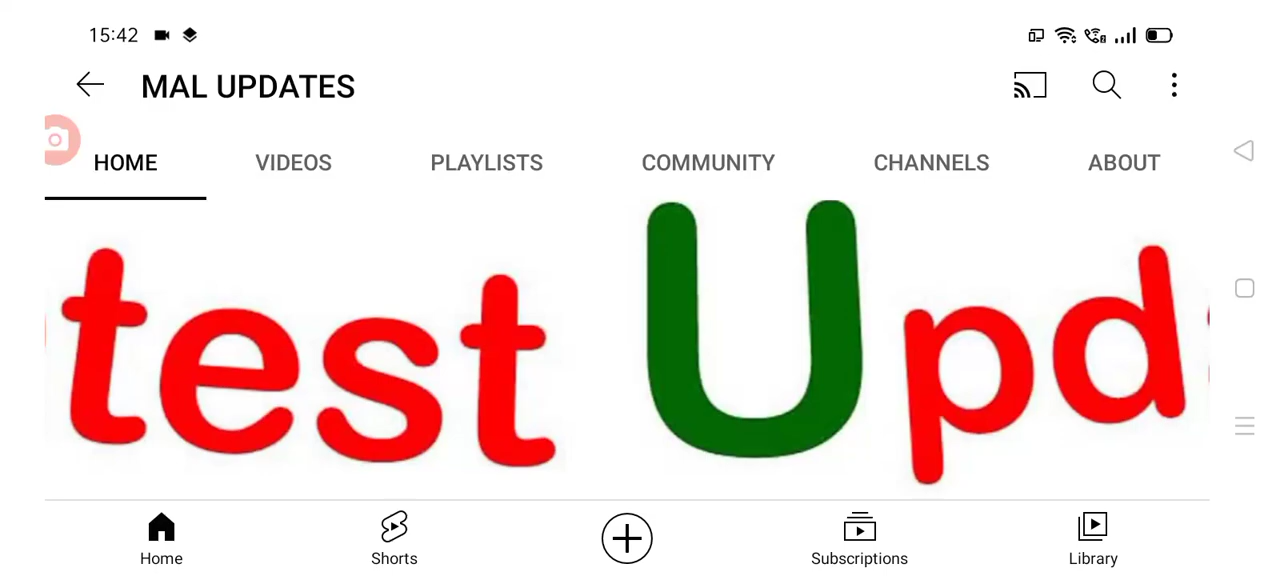 15:42
MAL UPDATES
HOME VIDEOS PLAYLISTS COMMUNITY CHANNELS ABOUT
test Upd
Home Shorts Subscriptions Library